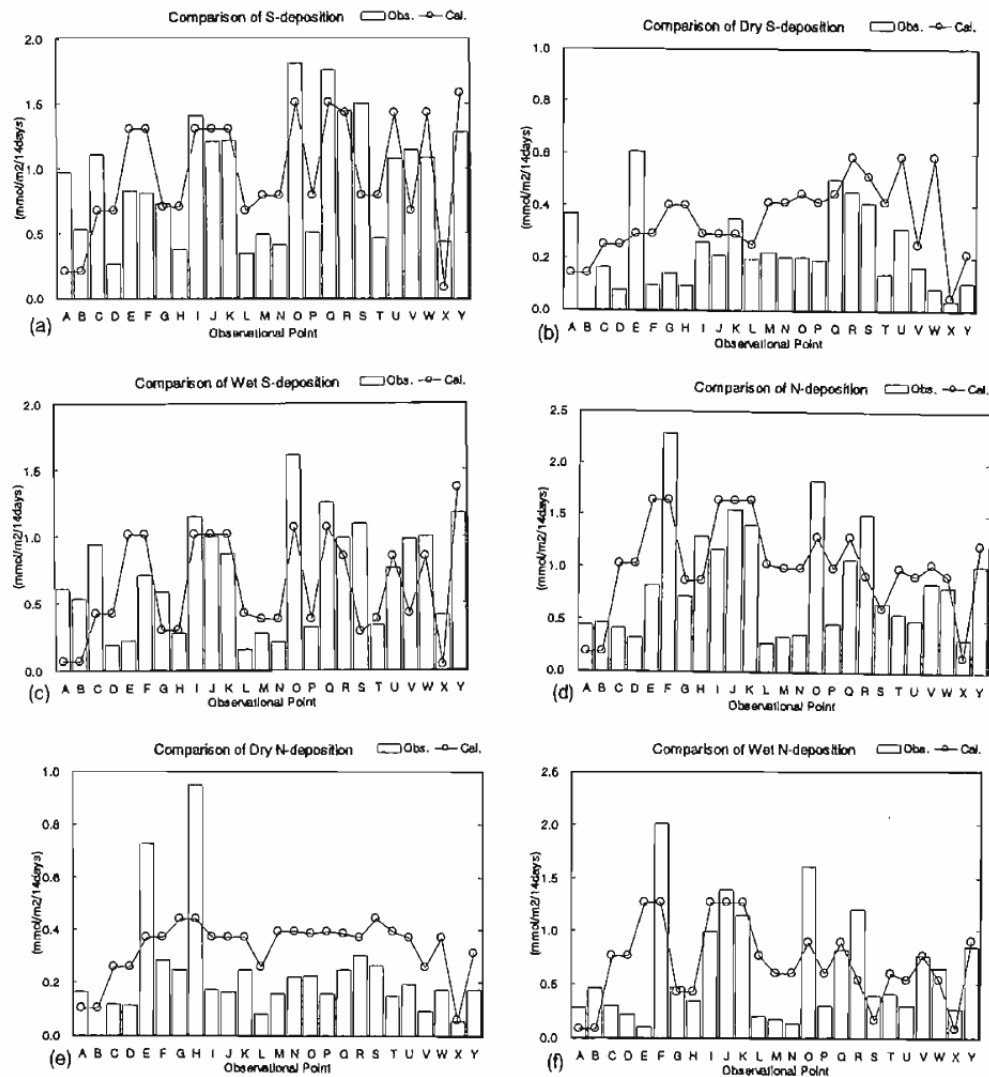 Comparison of S-deposition Obs. Cal.
2.0
1.5
1.0
0.5
0.0
(mmol/m2/14days)
A B C D E F G H I J K L M N O P Q R S T U V W X Y
(a) Observational Point
Comparison of Dry S-deposition Obs. Cal.
1.0
0.8
0.6
0.4
0.2
0.0
(mmol/m2/14days)
A B C D E F G H I J K L M N O P Q R S T U V W X Y
(b) Observational Point
Comparison of Wet S-deposition Obs. Cal.
2.0
1.5
1.0
0.5
0.0
(mmol/m2/14days)
A B C D E F G H I J K L M N O P Q R S T U V W X Y
(c) Observational Point
Comparison of N-deposition Obs. Cal.
2.5
2.0
1.5
1.0
0.5
0.0
(mmol/m2/14days)
A B C D E F G H I J K L M N O P Q R S T U V W X Y
(d) Observational Point
Comparison of Dry N-deposition Obs. Cal.
1.0
0.8
0.6
0.4
0.2
0.0
(mmol/m2/14days)
A B C D E F G H I J K L M N O P Q R S T U V W X Y
(e) Observational Point
Comparison of Wet N-deposition Obs. Cal.
2.5
2.0
1.5
1.0
0.5
0.0
(mmol/m2/14days)
A B C D E F G H I J K L M N O P Q R S T U V W X Y
(f) Observational Point